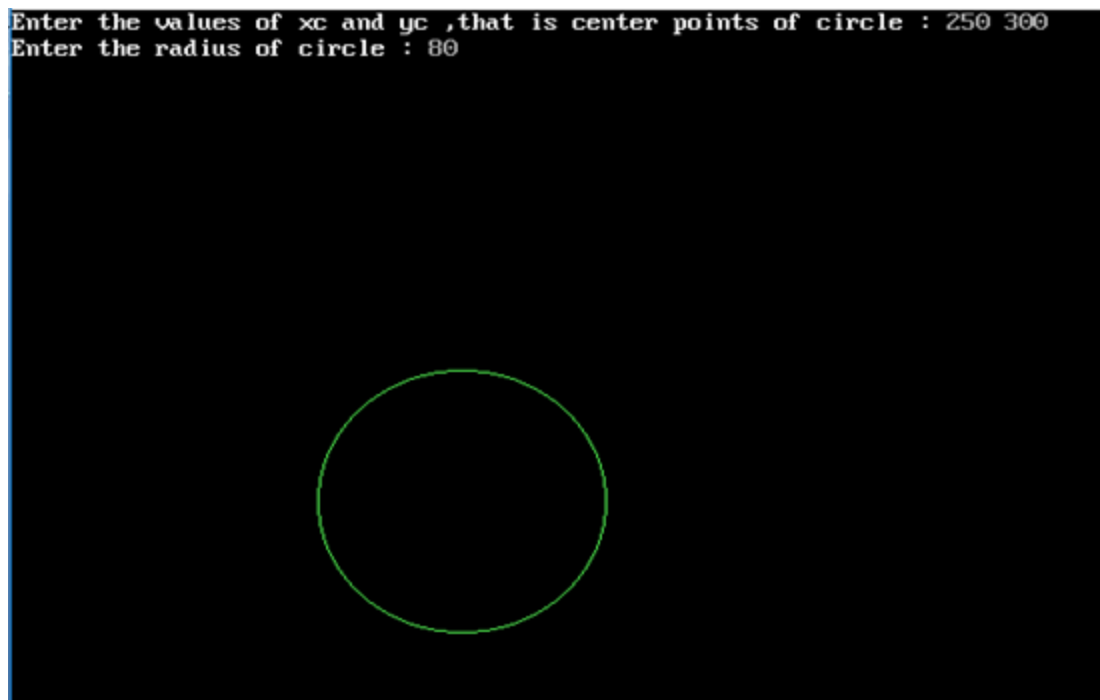 Enter the values of xc and yc ,that is center points of circle : 250 300
Enter the radius of circle : 80